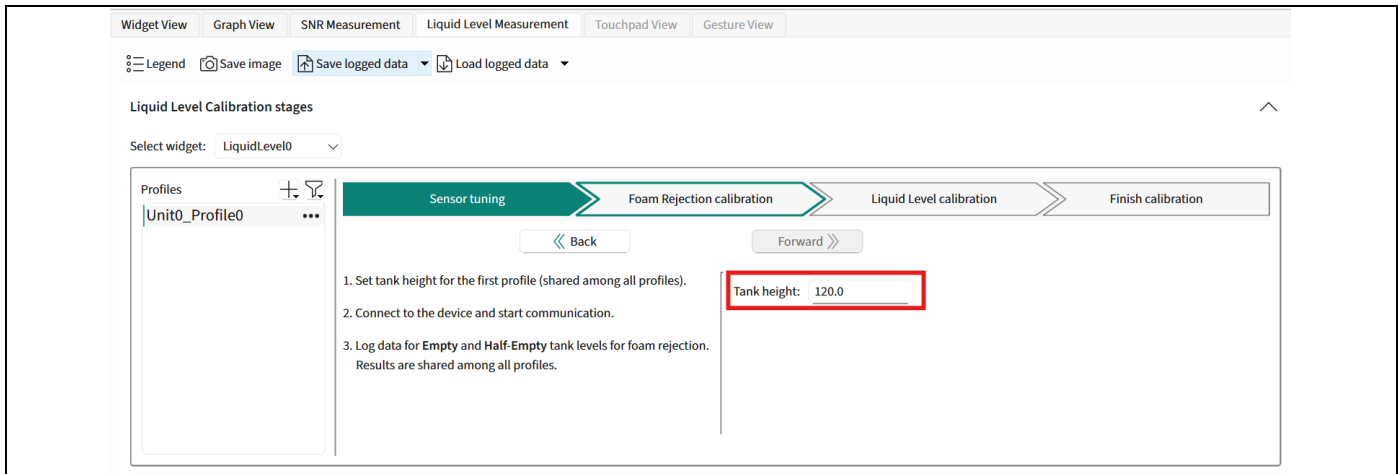 Widget View Graph View SNR Measurement Liquid Level Measurement Touchpad View Gesture View
Legend Save image Save logged data Load logged data
Liquid Level Calibration stages
Select widget: LiquidLevel0
Profiles
Unit0_Profile0
Sensor tuning Foam Rejection calibration Liquid Level calibration Finish calibration
Back Forward
1. Set tank height for the first profile (shared among all profiles).
2. Connect to the device and start communication.
3. Log data for Empty and Half-Empty tank levels for foam rejection.
Results are shared among all profiles.
Tank height: 120.0